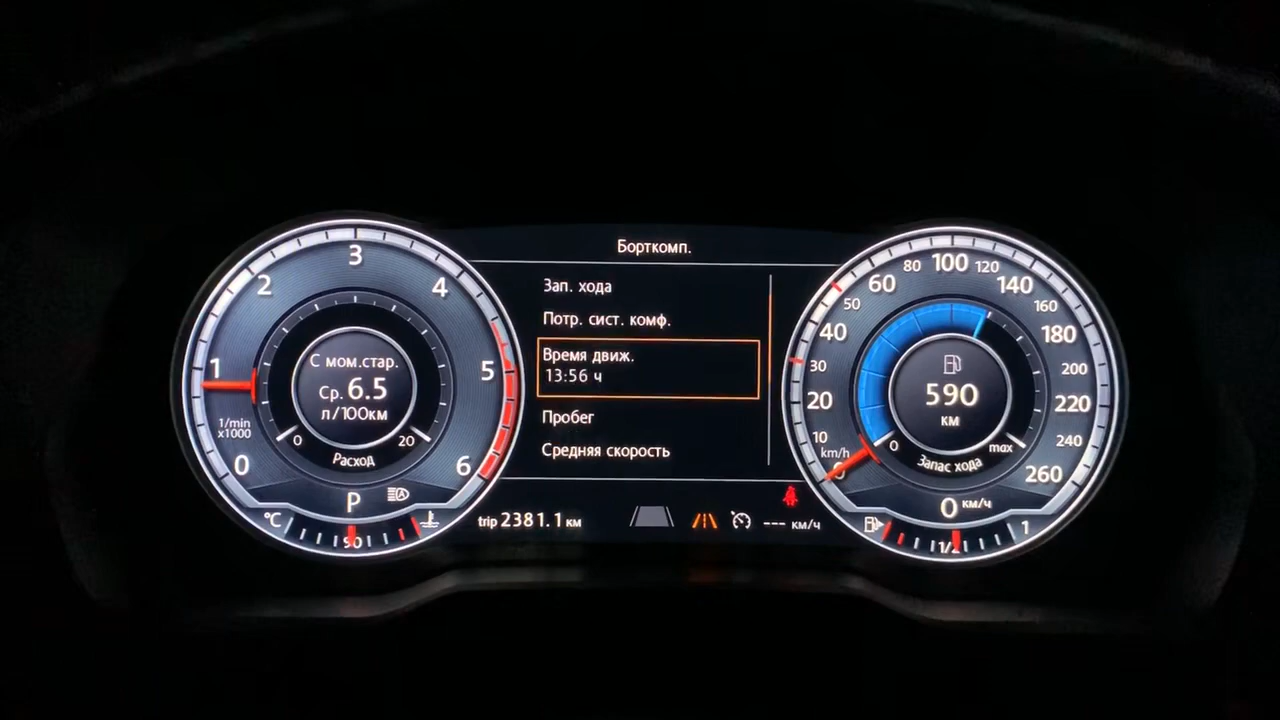 Борткомп.
Зап. хода
Потр. сист. комф.
Время движ.
13:56 ч
Пробег
Средняя скорость
trip 2381.1 км
--- км/ч
0
1
2
3
4
5
6
1/min
x1000
С мом.стар.
Ср. 6.5
л/100км
0
20
Расход
P
°C
90
0
10
20
30
40
50
60
80
100
120
140
160
180
200
220
240
260
km/h
590
км
0
max
Запас хода
0 км/ч
1/2
1